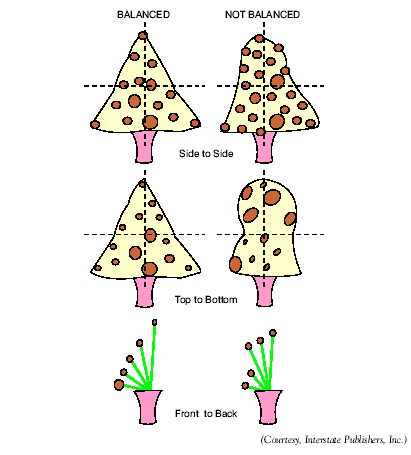 BALANCED
NOT BALANCED
Side to Side
Top to Bottom
Front to Back
(Courtesy, Interstate Publishers, Inc.)